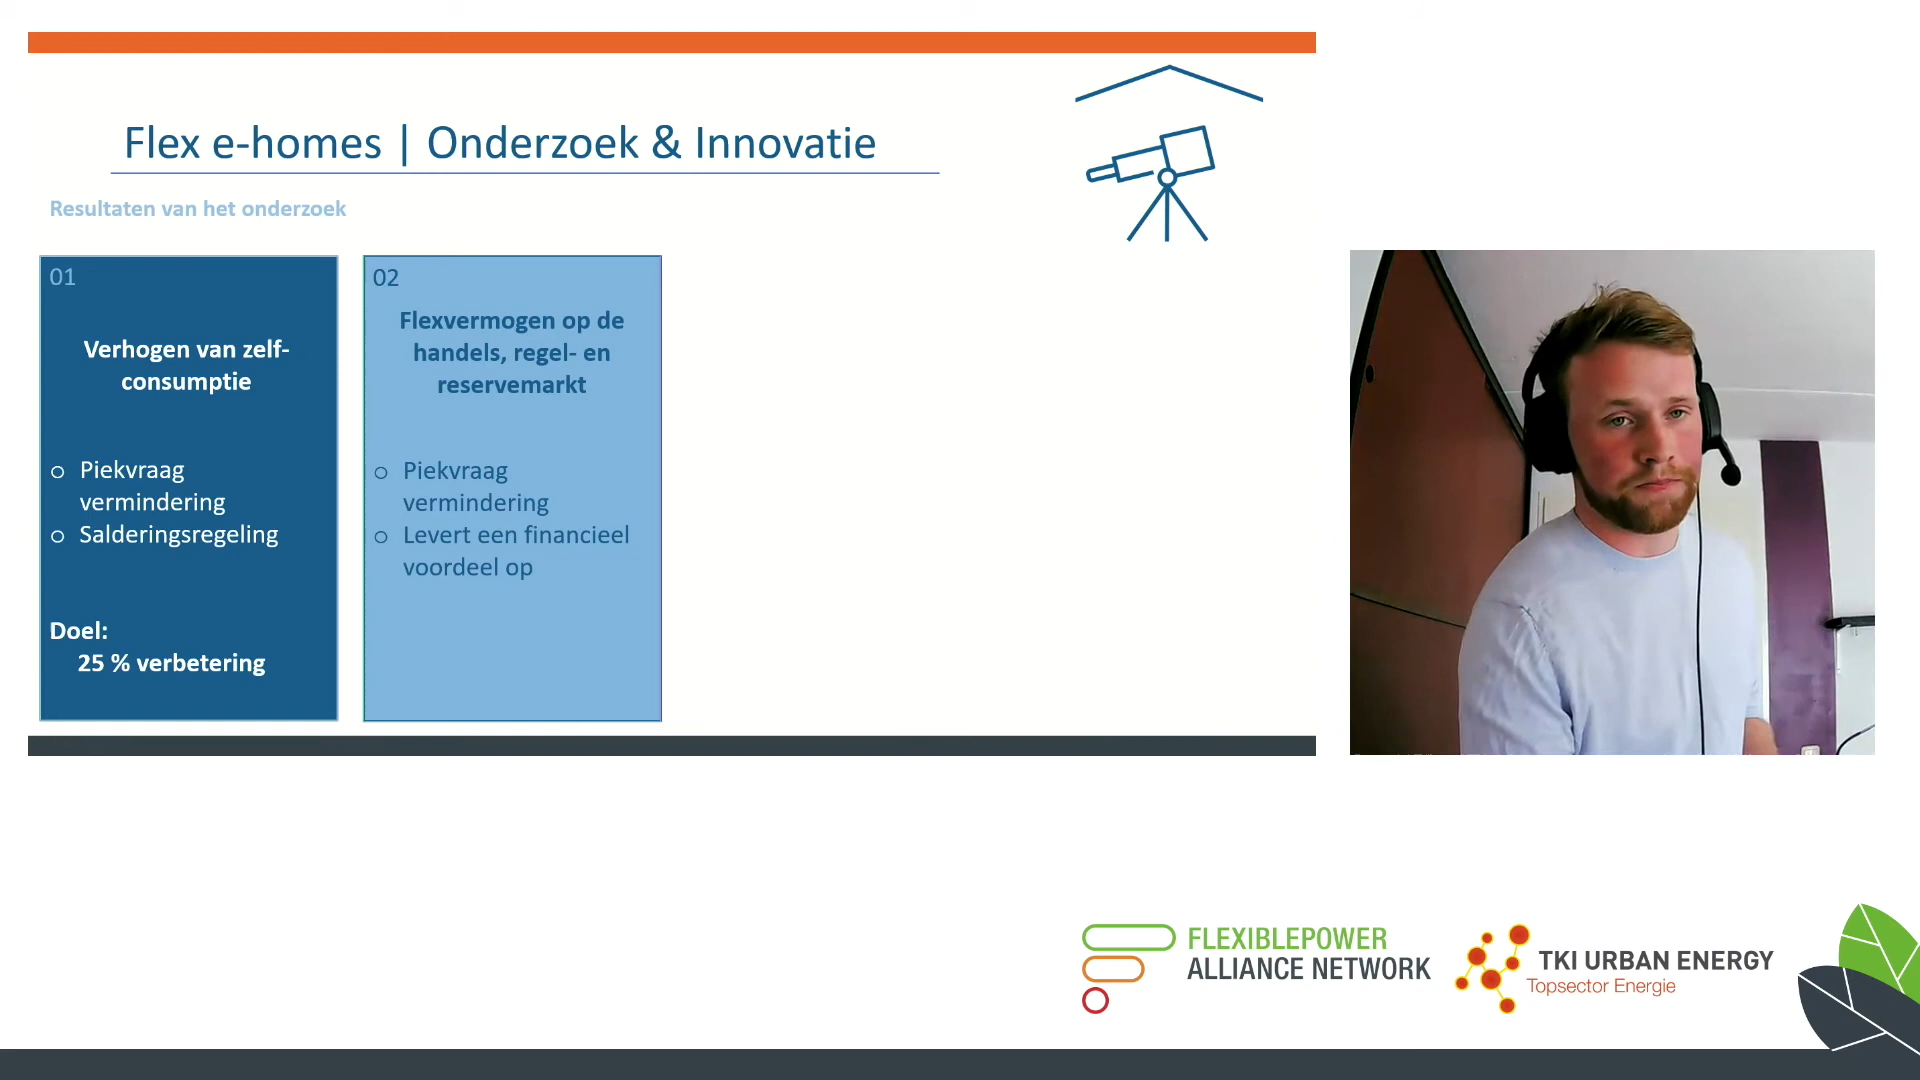 Flex e-homes | Onderzoek & Innovatie
Resultaten van het onderzoek
01
Verhogen van zelf-
consumptie
o Piekvraag
vermindering
o Salderingsregeling
Doel:
25 % verbetering
02
Flexvermogen op de
handels, regel- en
reservemarkt
o Piekvraag
vermindering
o Levert een financieel
voordeel op
FLEXIBLEPOWER
ALLIANCE NETWORK
TKI URBAN ENERGY
Topsector Energie